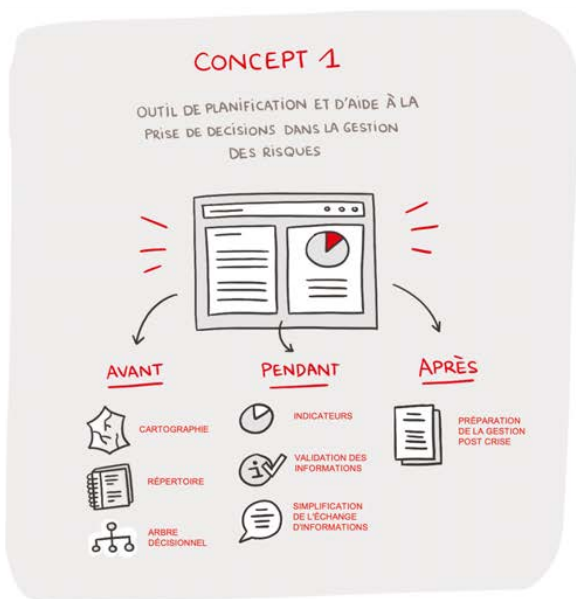 CONCEPT 1
OUTIL DE PLANIFICATION ET D'AIDE À LA
PRISE DE DECISIONS DANS LA GESTION
DES RISQUES
AVANT
CARTOGRAPHIE
RÉPERTOIRE
ARBRE
DÉCISIONNEL
PENDANT
INDICATEURS
VALIDATION DES
INFORMATIONS
SIMPLIFICATION
DE L'ÉCHANGE
D'INFORMATIONS
APRÈS
PRÉPARATION
DE LA GESTION
POST CRISE